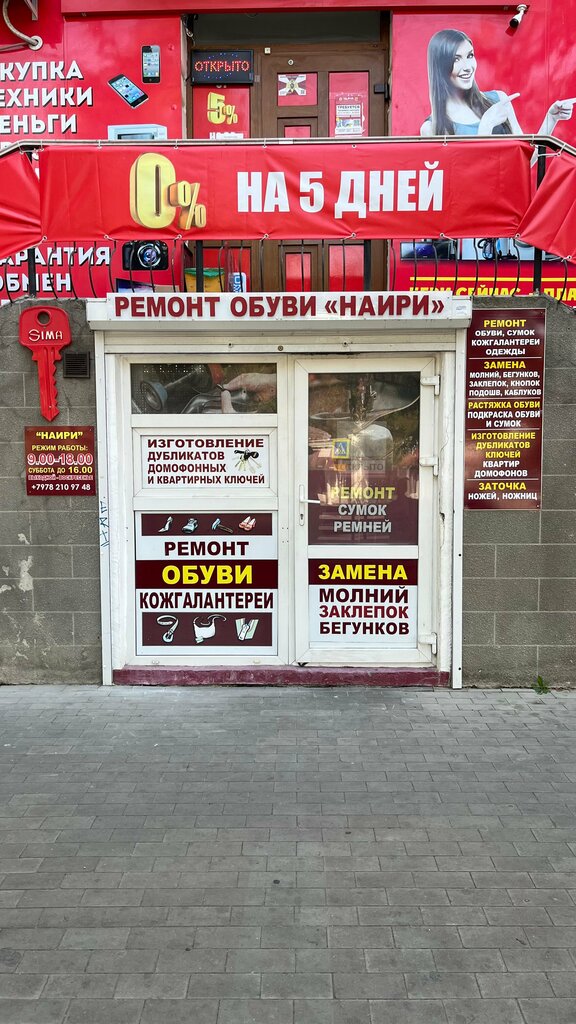 ОТКРЫТО
КУПКА
ЕХНИКИ
ЕНЬГИ
5%
0% НА 5 ДНЕЙ
АРАНТИЯ
ОБМЕН
РЕМОНТ ОБУВИ «НАИРИ»
SIMA
"НАИРИ"
РЕЖИМ РАБОТЫ:
9.00-18.00
СУББОТА ДО 16.00
ВЫХОДНОЙ-ВОСКРЕСЕНЬЕ
+7978 210 97 48
ИЗГОТОВЛЕНИЕ
ДУБЛИКАТОВ
ДОМОФОННЫХ
И КВАРТИРНЫХ КЛЮЧЕЙ
РЕМОНТ
ОБУВИ
КОЖГАЛАНТЕРЕИ
РЕМОНТ
СУМОК
РЕМНЕЙ
ЗАМЕНА
МОЛНИЙ
ЗАКЛЕПОК
БЕГУНКОВ
РЕМОНТ
ОБУВИ, СУМОК
КОЖГАЛАНТЕРЕИ
ОДЕЖДЫ
ЗАМЕНА
МОЛНИЙ, БЕГУНКОВ,
ЗАКЛЕПОК, КНОПОК
ПОДОШВ, КАБЛУКОВ
РАСТЯЖКА ОБУВИ
ПОДКРАСКА ОБУВИ
И СУМОК
ИЗГОТОВЛЕНИЕ
ДУБЛИКАТОВ
КЛЮЧЕЙ
КВАРТИР
ДОМОФОНОВ
ЗАТОЧКА
НОЖЕЙ, НОЖНИЦ